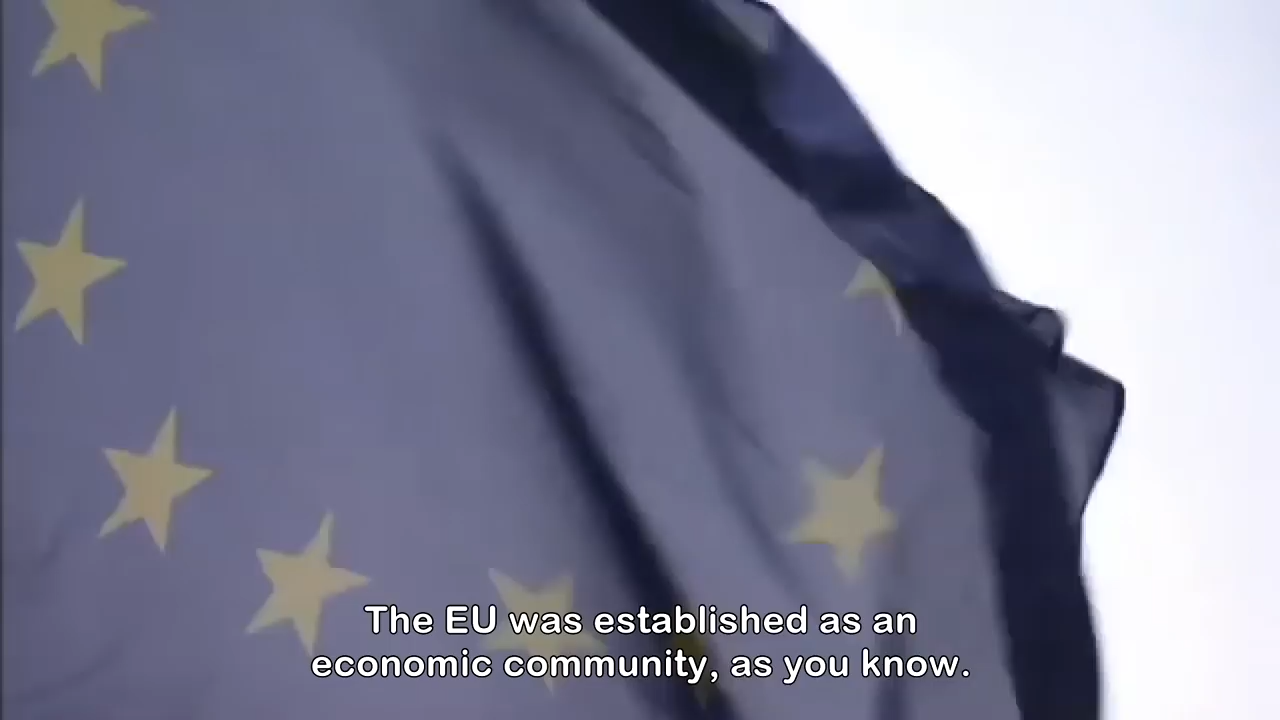 The EU was established as an
economic community, as you know.